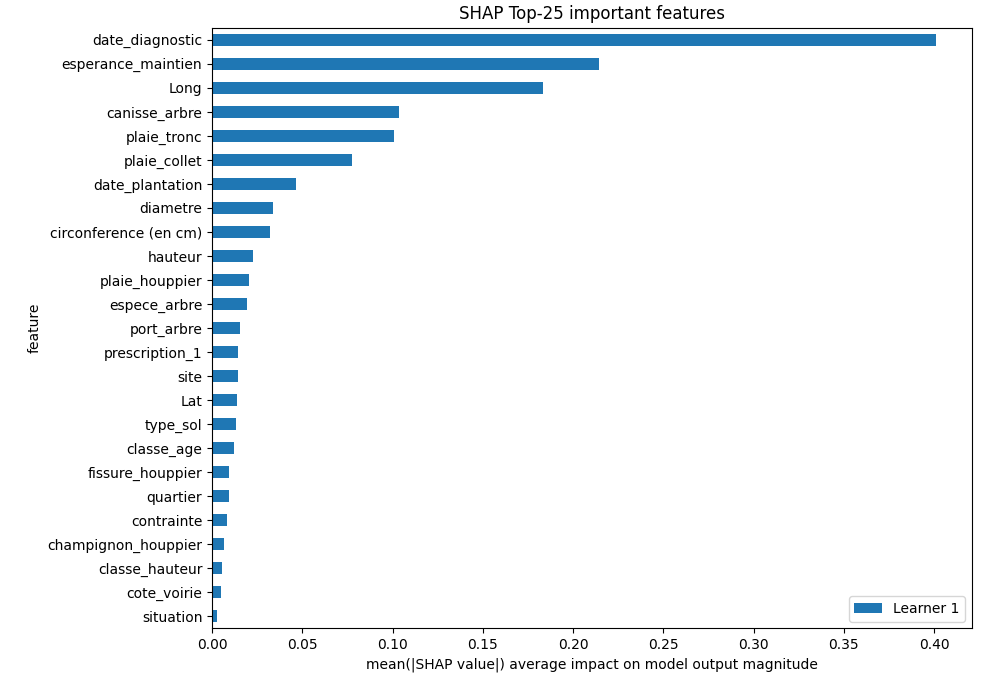 SHAP Top-25 important features
feature
date_diagnostic
esperance_maintien
Long
canisse_arbre
plaie_tronc
plaie_collet
date_plantation
diametre
circonference (en cm)
hauteur
plaie_houppier
espece_arbre
port_arbre
prescription_1
site
Lat
type_sol
classe_age
fissure_houppier
quartier
contrainte
champignon_houppier
classe_hauteur
cote_voirie
situation
Learner 1
0.00 0.05 0.10 0.15 0.20 0.25 0.30 0.35 0.40
mean(|SHAP value|) average impact on model output magnitude